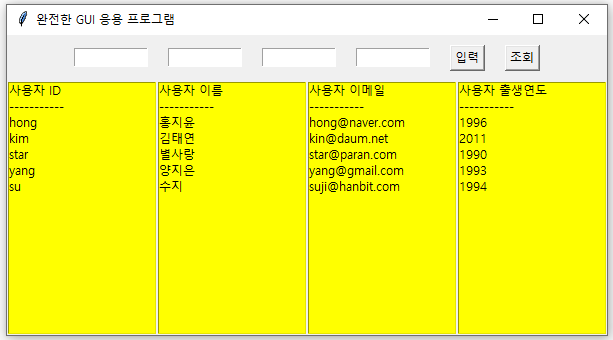 완전한 GUI 응용 프로그램
입력 조회
사용자 ID 사용자 이름 사용자 이메일 사용자 출생연도
----------- ----------- ----------- -----------
hong 홍지윤 hong@naver.com 1996
kim 김태연 kin@daum.net 2011
star 별사랑 star@paran.com 1990
yang 양지은 yang@gmail.com 1993
su 수지 suji@hanbit.com 1994